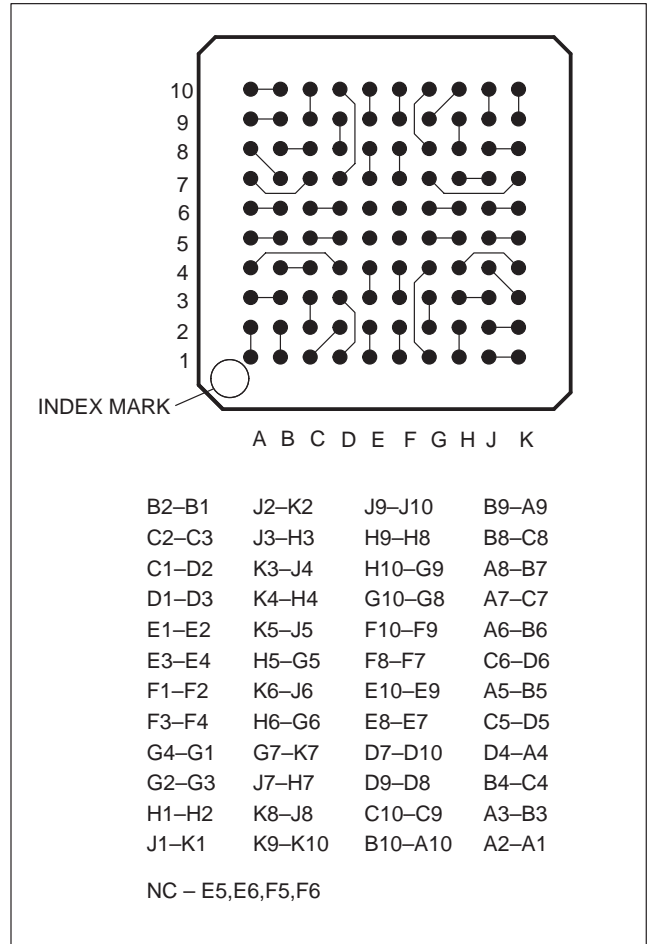 10
9
8
7
6
5
4
3
2
1
INDEX MARK
A B C D E F G H J K
B2–B1 J2–K2 J9–J10 B9–A9
C2–C3 J3–H3 H9–H8 B8–C8
C1–D2 K3–J4 H10–G9 A8–B7
D1–D3 K4–H4 G10–G8 A7–C7
E1–E2 K5–J5 F10–F9 A6–B6
E3–E4 H5–G5 F8–F7 C6–D6
F1–F2 K6–J6 E10–E9 A5–B5
F3–F4 H6–G6 E8–E7 C5–D5
G4–G1 G7–K7 D7–D10 D4–A4
G2–G3 J7–H7 D9–D8 B4–C4
H1–H2 K8–J8 C10–C9 A3–B3
J1–K1 K9–K10 B10–A10 A2–A1
NC – E5,E6,F5,F6